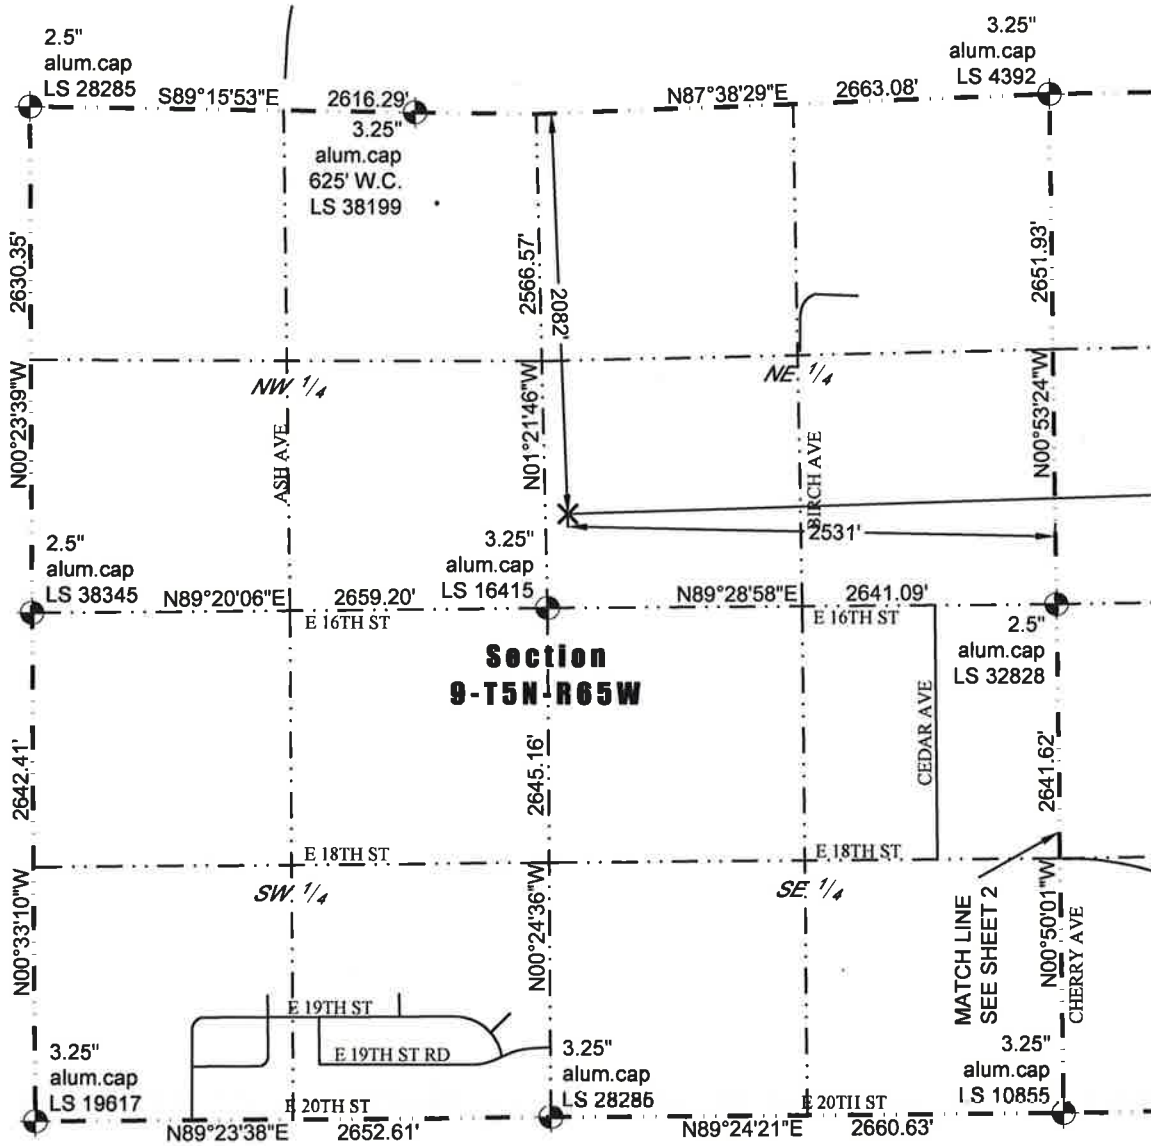 2.5"
alum.cap
LS 28285
3.25"
alum.cap
LS 4392
S89°15'53"E
2616.29'
N87°38'29"E
2663.08'
3.25"
alum.cap
625' W.C.
LS 38199
2630.35'
2566.57'
2082'
2651.93'
NW 1/4
NE 1/4
N00°23'39"W
ASH AVE
N01°21'46"W
BIRCH AVE
N00°53'24"W
2531'
2.5"
alum.cap
LS 38345
3.25"
alum.cap
LS 16415
N89°20'06"E
2659.20'
N89°28'58"E
2641.09'
E 16TH ST
E 16TH ST
2.5"
alum.cap
LS 32828
Section
9-T5N-R65W
CEDAR AVE
2642.41'
2645.16'
2641.62'
E 18TH ST
E 18TH ST
SW 1/4
SE 1/4
N00°33'10"W
N00°24'36"W
MATCH LINE
SEE SHEET 2
N00°50'01"W
CHERRY AVE
E 19TH ST
E 19TH ST RD
3.25"
alum.cap
LS 19617
3.25"
alum.cap
LS 28285
3.25"
alum.cap
LS 10855
E 20TH ST
E 20TH ST
N89°23'38"E
2652.61'
N89°24'21"E
2660.63'